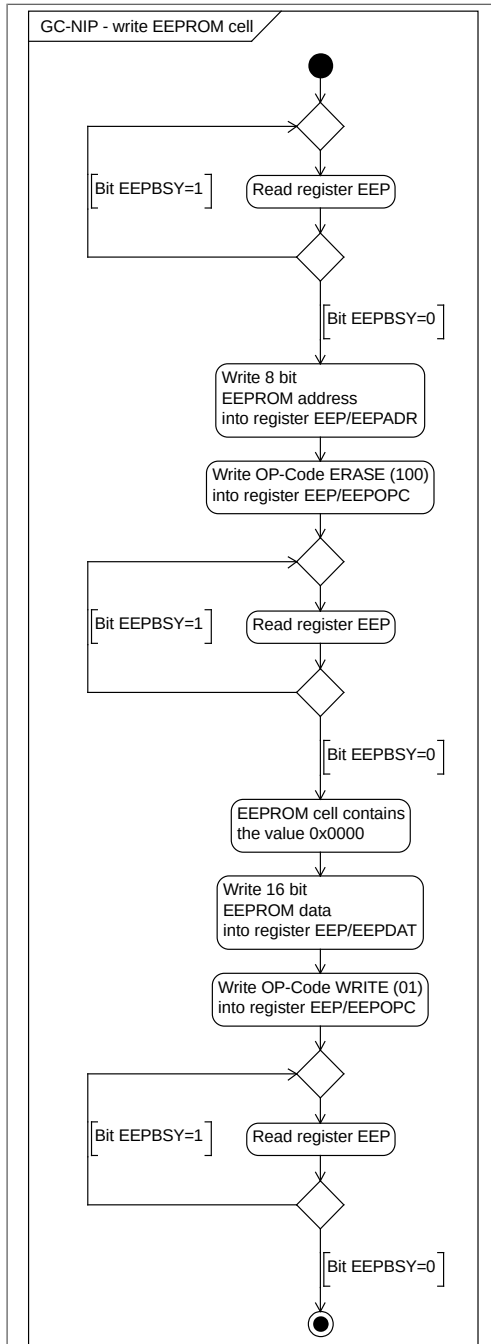 GC-NIP - write EEPROM cell
Bit EEPBSY=1
Read register EEP
Bit EEPBSY=0
Write 8 bit
EEPROM address
into register EEP/EEPADR
Write OP-Code ERASE (100)
into register EEP/EEPOPC
Bit EEPBSY=1
Read register EEP
Bit EEPBSY=0
EEPROM cell contains
the value 0x0000
Write 16 bit
EEPROM data
into register EEP/EEPDAT
Write OP-Code WRITE (01)
into register EEP/EEPOPC
Bit EEPBSY=1
Read register EEP
Bit EEPBSY=0